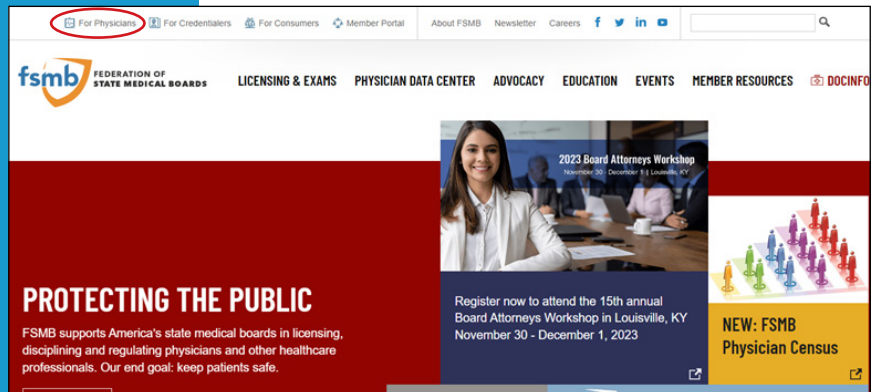 For Physicians For Credentialers For Consumers Member Portal About FSMB Newsletter Careers
fsmb FEDERATION OF
STATE MEDICAL BOARDS
LICENSING & EXAMS PHYSICIAN DATA CENTER ADVOCACY EDUCATION EVENTS MEMBER RESOURCES DOCINFO
2023 Board Attorneys Workshop
November 30 - December 1 | Louisville, KY
PROTECTING THE PUBLIC
FSMB supports America's state medical boards in licensing,
disciplining and regulating physicians and other healthcare
professionals. Our end goal: keep patients safe.
Register now to attend the 15th annual
Board Attorneys Workshop in Louisville, KY
November 30 - December 1, 2023
NEW: FSMB
Physician Census